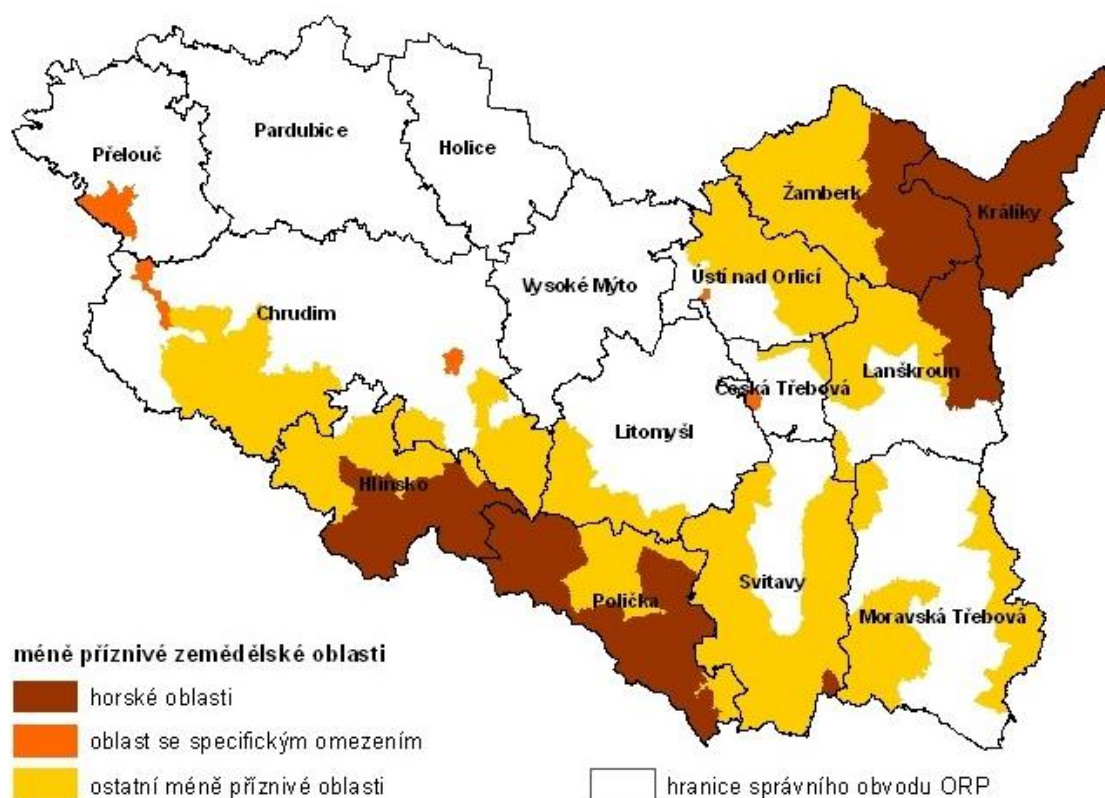 Pardubice
Holice
Přelouč
Žamberk
Králíky
Ústí nad Orlicí
Vysoké Mýto
Chrudim
Lanškroun
Česká Třebová
Litomyšl
Hlinsko
Svitavy
Polička
Moravská Třebová
méně příznivé zemědělské oblasti
horské oblasti
oblast se specifickým omezením
ostatní méně příznivé oblasti
hranice správního obvodu ORP